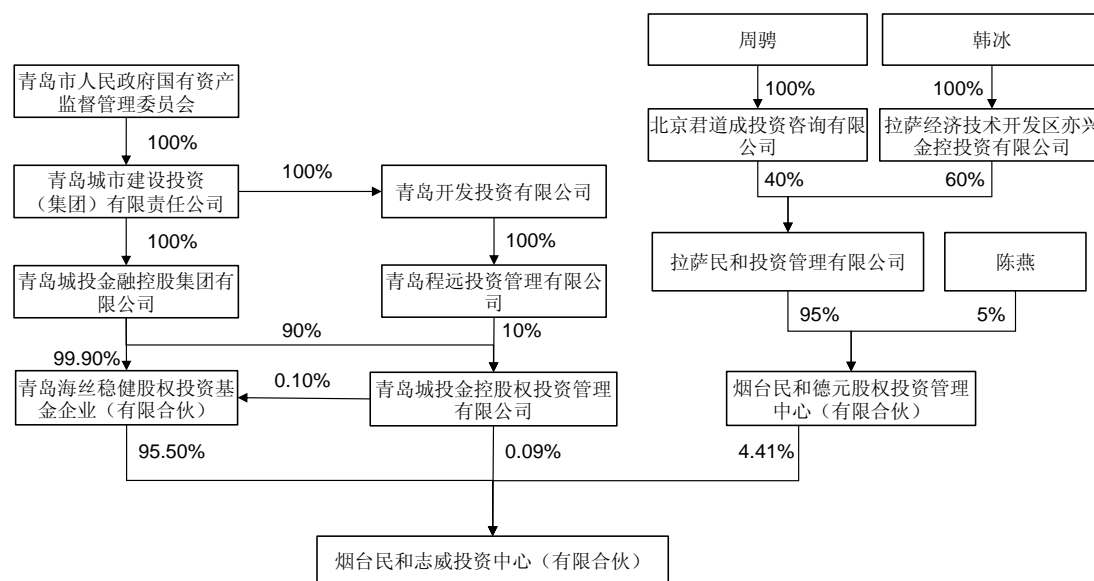 周骋
韩冰
青岛市人民政府国有资产
监督管理委员会
100%
100%
北京君道成投资咨询有限
公司
拉萨经济技术开发区亦兴
金控投资有限公司
100%
青岛城市建设投资
（集团）有限责任公司
100%
青岛开发投资有限公司
40%
60%
100%
100%
拉萨民和投资管理有限公司
陈燕
青岛城投金融控股集团有
限公司
青岛程远投资管理有限公
司
95%
5%
90%
10%
99.90%
青岛海丝稳健股权投资基
金企业（有限合伙）
0.10%
青岛城投金控股权投资管理
有限公司
烟台民和德元股权投资管理
中心（有限合伙）
95.50%
0.09%
4.41%
烟台民和志威投资中心（有限合伙）